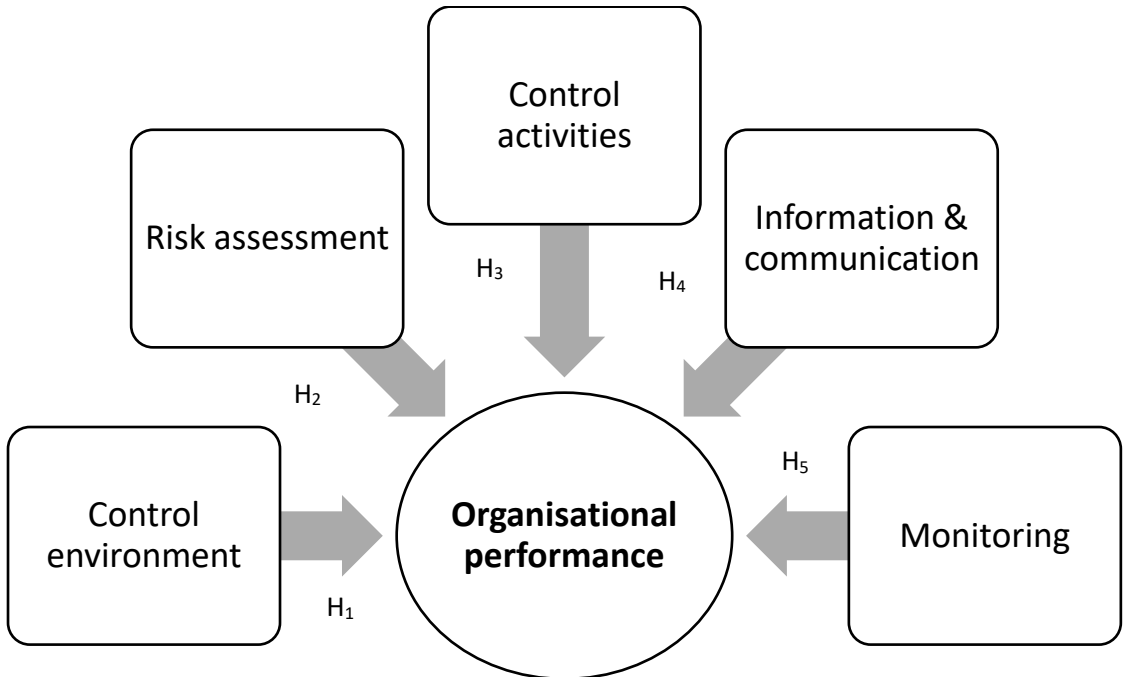 Control
activities
Risk assessment
Information &
communication
H₃
H₄
H₂
Control
environment
H₁
Organisational
performance
H₅
Monitoring